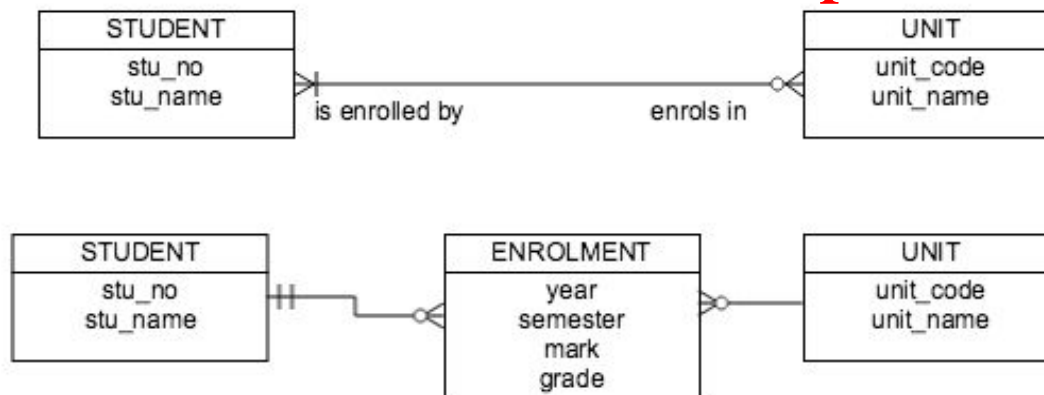 STUDENT
stu_no
stu_name
is enrolled by
enrols in
UNIT
unit_code
unit_name
STUDENT
stu_no
stu_name
ENROLMENT
year
semester
mark
grade
UNIT
unit_code
unit_name